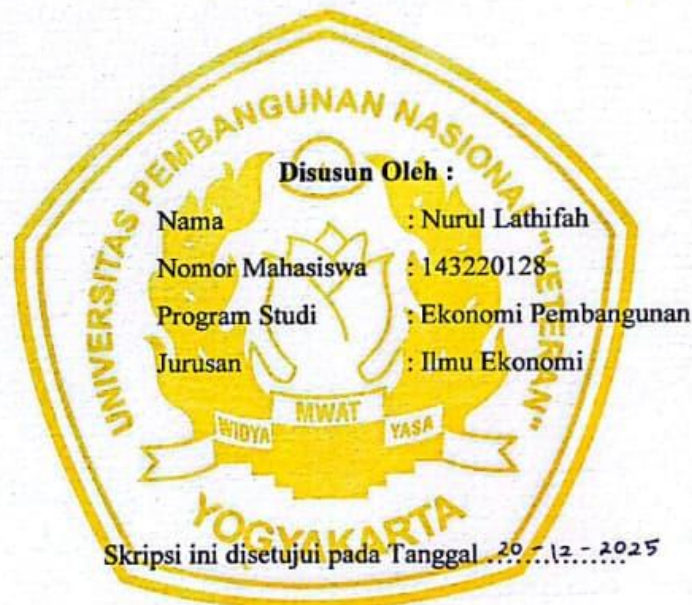 UNIVERSITAS PEMBANGUNAN NASIONAL "VETERAN"
Disusun Oleh :
Nama : Nurul Lathifah
Nomor Mahasiswa : 143220128
Program Studi : Ekonomi Pembangunan
Jurusan : Ilmu Ekonomi
WIDYA MWAT YASA
YOGYAKARTA
Skripsi ini disetujui pada Tanggal 20 - 12 - 2025